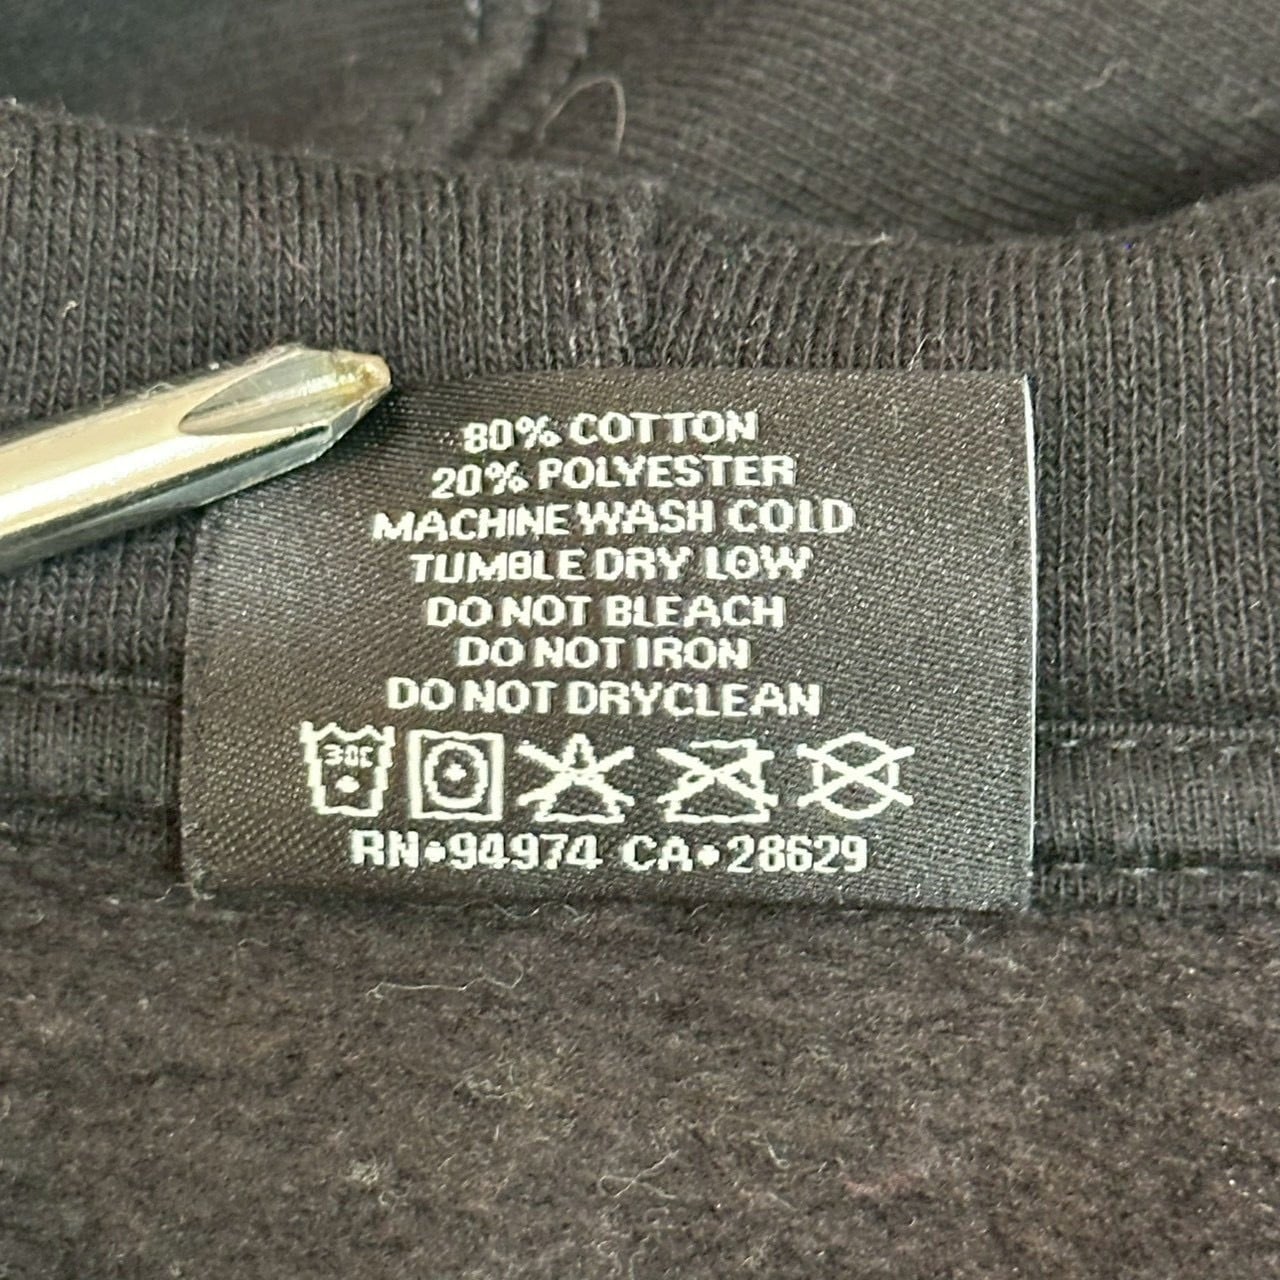 80% COTTON
20% POLYESTER
MACHINE WASH COLD
TUMBLE DRY LOW
DO NOT BLEACH
DO NOT IRON
DO NOT DRYCLEAN
RN•94974 CA•28629